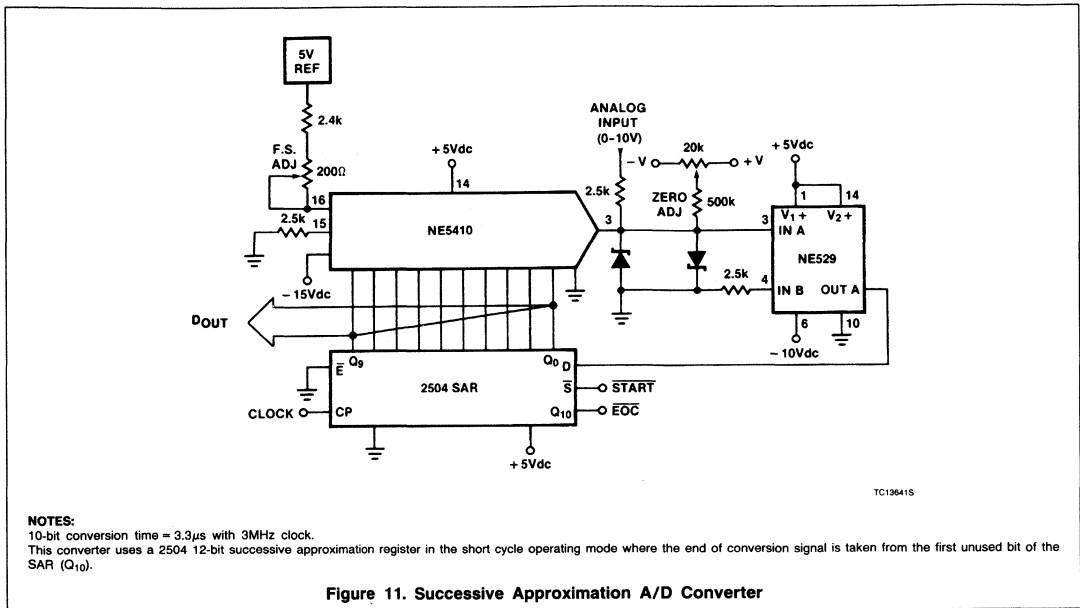 5V
REF
2.4k
F.S.
ADJ
200Ω
16
2.5k
15
- 15Vdc
+ 5Vdc
14
NE5410
ANALOG
INPUT
(0-10V)
2.5k
- V
20k
+ V
ZERO
ADJ
500k
3
2.5k
+ 5Vdc
1
14
V1 +
V2 +
3
IN A
NE529
4
IN B
OUT A
6
10
- 10Vdc
DOUT
E
Q9
Q0
D
2504 SAR
S
START
CLOCK
CP
Q10
EOC
+ 5Vdc
TC13641S
NOTES:
10-bit conversion time = 3.3μs with 3MHz clock.
This converter uses a 2504 12-bit successive approximation register in the short cycle operating mode where the end of conversion signal is taken from the first unused bit of the
SAR (Q10).
Figure 11. Successive Approximation A/D Converter